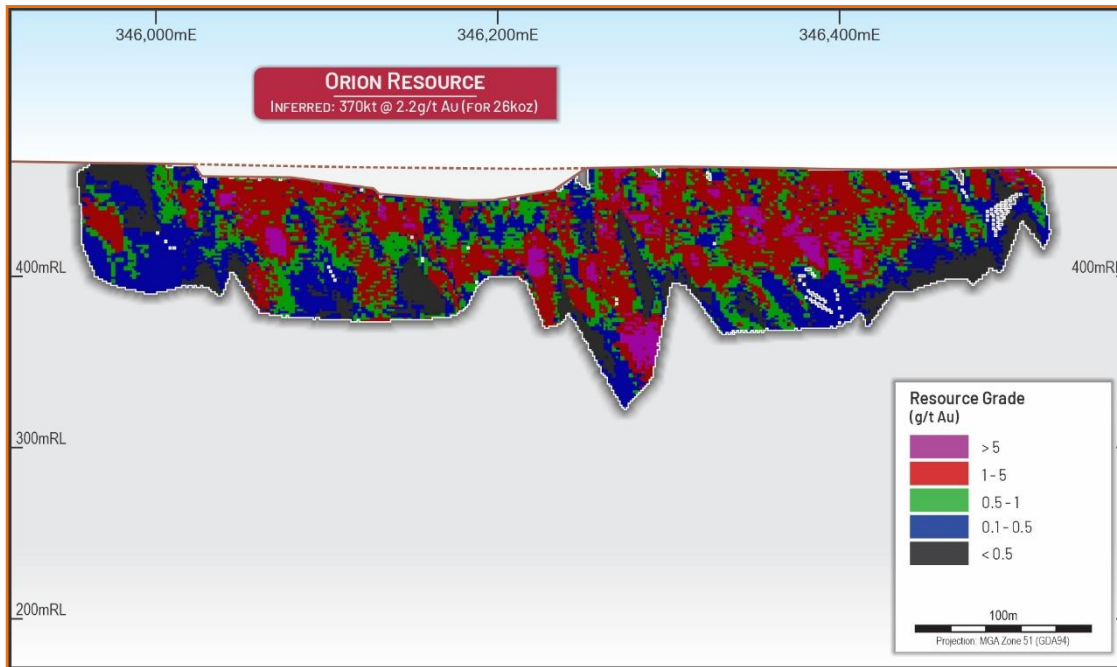 346,000mE
346,200mE
346,400mE
ORION RESOURCE
INFERRED: 370kt @ 2.2g/t Au (FOR 26koz)
400mRL
400mRL
300mRL
200mRL
Resource Grade
(g/t Au)
> 5
1 - 5
0.5 - 1
0.1 - 0.5
< 0.5
100m
Projection: MGA Zone 51 (GDA94)